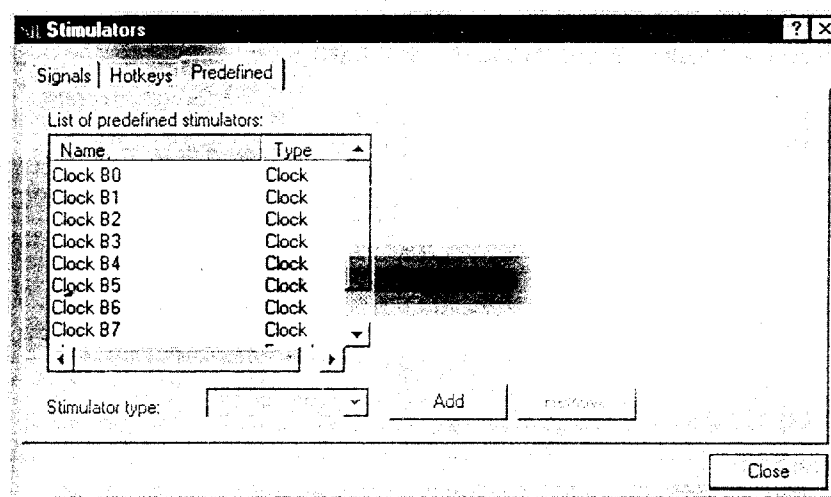 Stimulators
Signals Hotkeys Predefined
List of predefined stimulators:
Name Type
Clock B0 Clock
Clock B1 Clock
Clock B2 Clock
Clock B3 Clock
Clock B4 Clock
Clock B5 Clock
Clock B6 Clock
Clock B7 Clock
Stimulator type: Add
Close